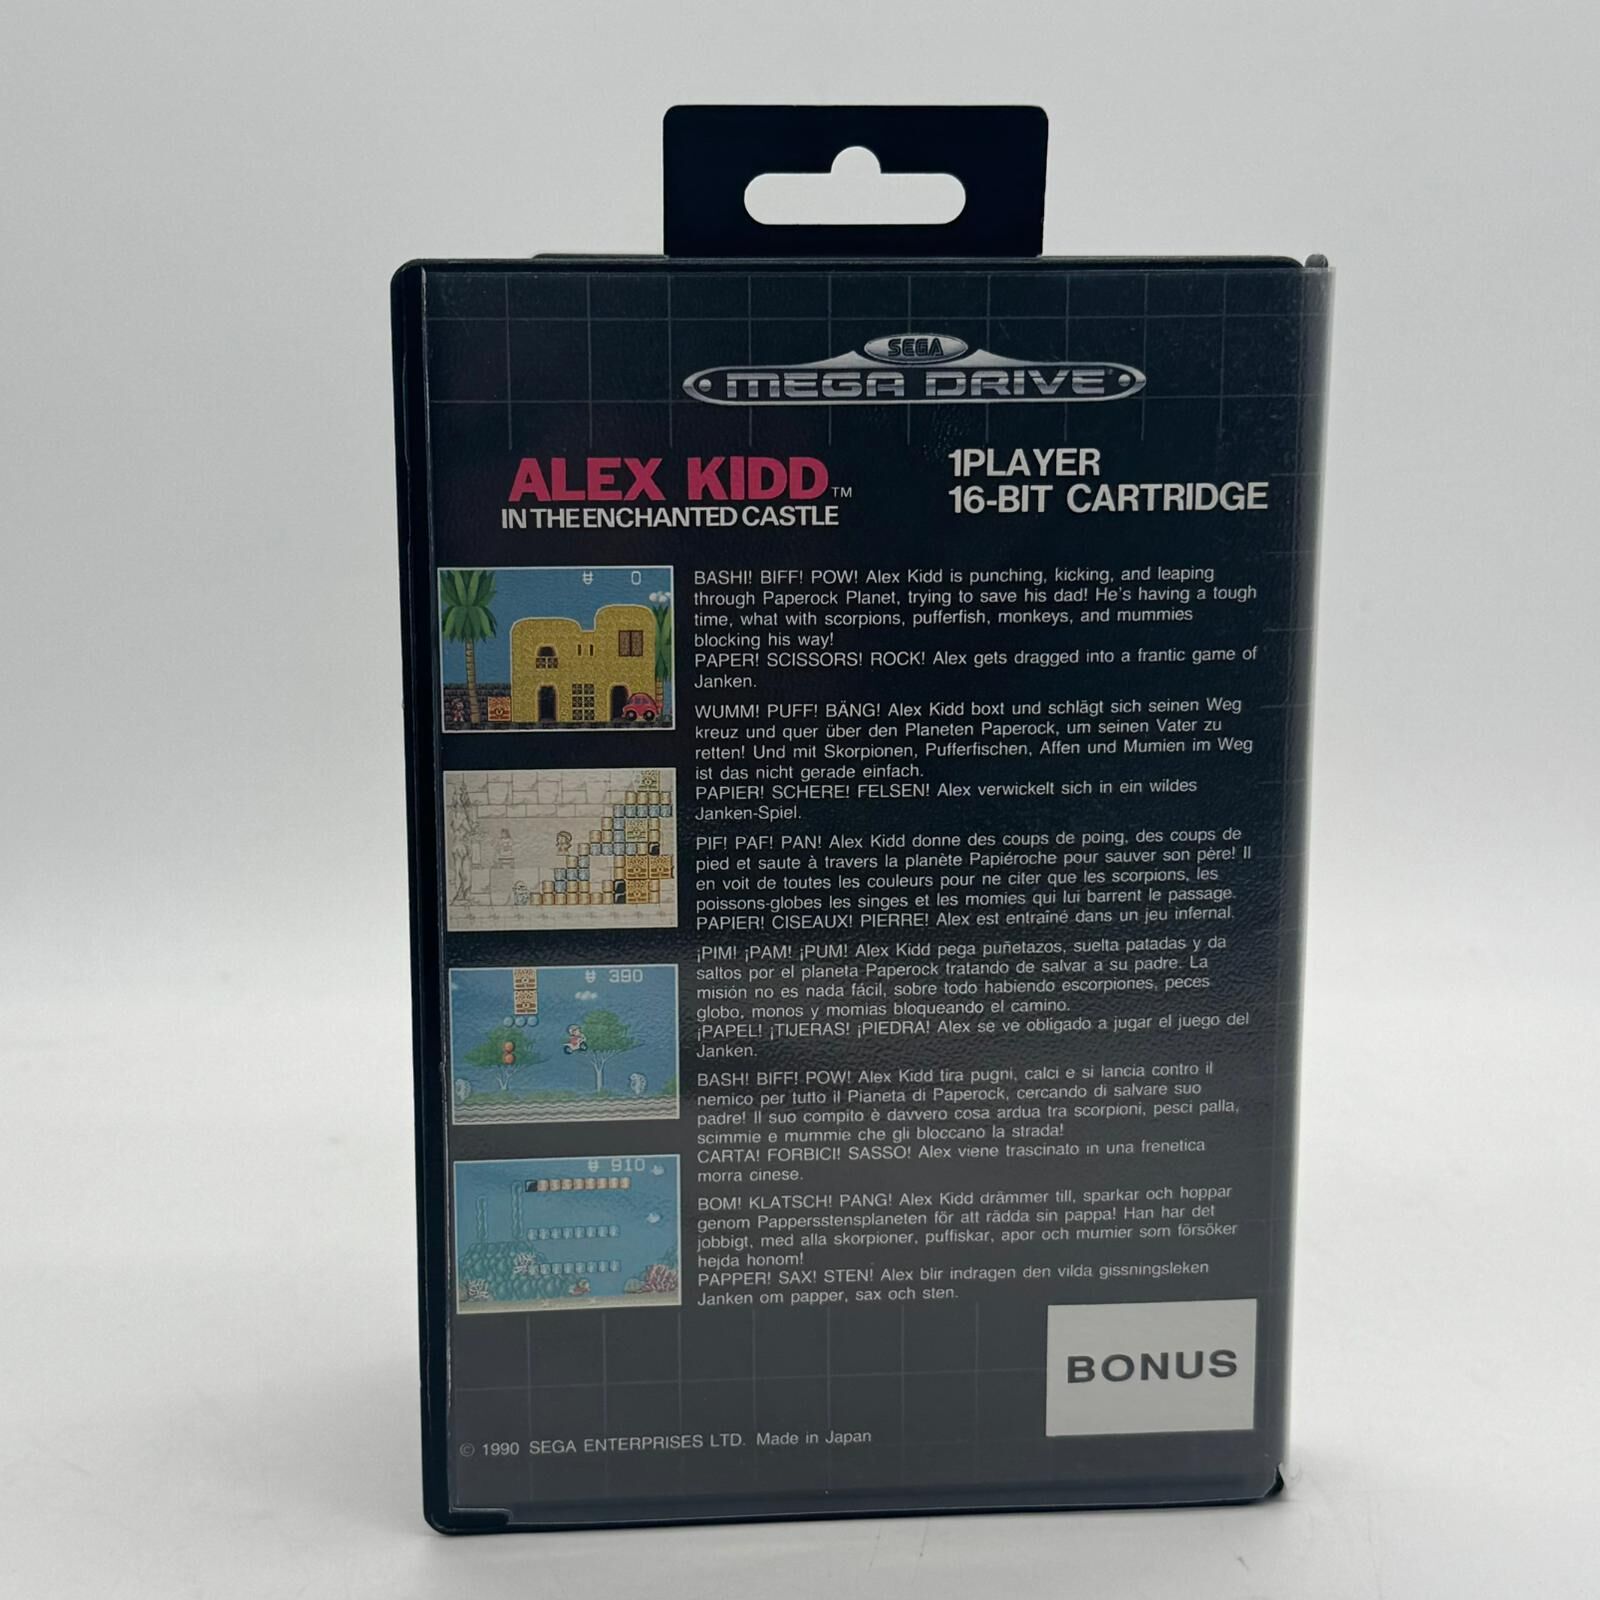 SEGA
MEGA DRIVE
ALEX KIDD™
IN THE ENCHANTED CASTLE
1PLAYER
16-BIT CARTRIDGE
0
BASHI! BIFF! POW! Alex Kidd is punching, kicking, and leaping
through Paperock Planet, trying to save his dad! He's having a tough
time, what with scorpions, pufferfish, monkeys, and mummies
blocking his way!
PAPER! SCISSORS! ROCK! Alex gets dragged into a frantic game of
Janken.
WUMM! PUFF! BÄNG! Alex Kidd boxt und schlägt sich seinen Weg
kreuz und quer über den Planeten Paperock, um seinen Vater zu
retten! Und mit Skorpionen, Pufferfischen, Affen und Mumien im Weg
ist das nicht gerade einfach.
PAPIER! SCHERE! FELSEN! Alex verwickelt sich in ein wildes
Janken-Spiel.
PIF! PAF! PAN! Alex Kidd donne des coups de poing, des coups de
pied et saute à travers la planète Papiéroche pour sauver son père! Il
en voit de toutes les couleurs pour ne citer que les scorpions, les
poissons-globes les singes et les momies qui lui barrent le passage.
PAPIER! CISEAUX! PIERRE! Alex est entraîné dans un jeu infernal.
390
¡PIM! ¡PAM! ¡PUM! Alex Kidd pega puñetazos, suelta patadas y da
saltos por el planeta Paperock tratando de salvar a su padre. La
misión no es nada fácil, sobre todo habiendo escorpiones, peces
globo, monos y momias bloqueando el camino.
¡PAPEL! ¡TIJERAS! ¡PIEDRA! Alex se ve obligado a jugar el juego del
Janken.
BASH! BIFF! POW! Alex Kidd tira pugni, calci e si lancia contro il
nemico per tutto il Pianeta di Paperock, cercando di salvare suo
padre! Il suo compito è davvero cosa ardua tra scorpioni, pesci palla,
scimmie e mummie che gli bloccano la strada!
CARTA! FORBICI! SASSO! Alex viene trascinato in una frenetica
morra cinese.
910
BOM! KLATSCH! PANG! Alex Kidd drämmer till, sparkar och hoppar
genom Pappersstensplaneten för att rädda sin pappa! Han har det
jobbigt, med alla skorpioner, puffiskar, apor och mumier som försöker
hejda honom!
PAPPER! SAX! STEN! Alex blir indragen den vilda gissningsleken
Janken om papper, sax och sten.
BONUS
© 1990 SEGA ENTERPRISES LTD. Made in Japan